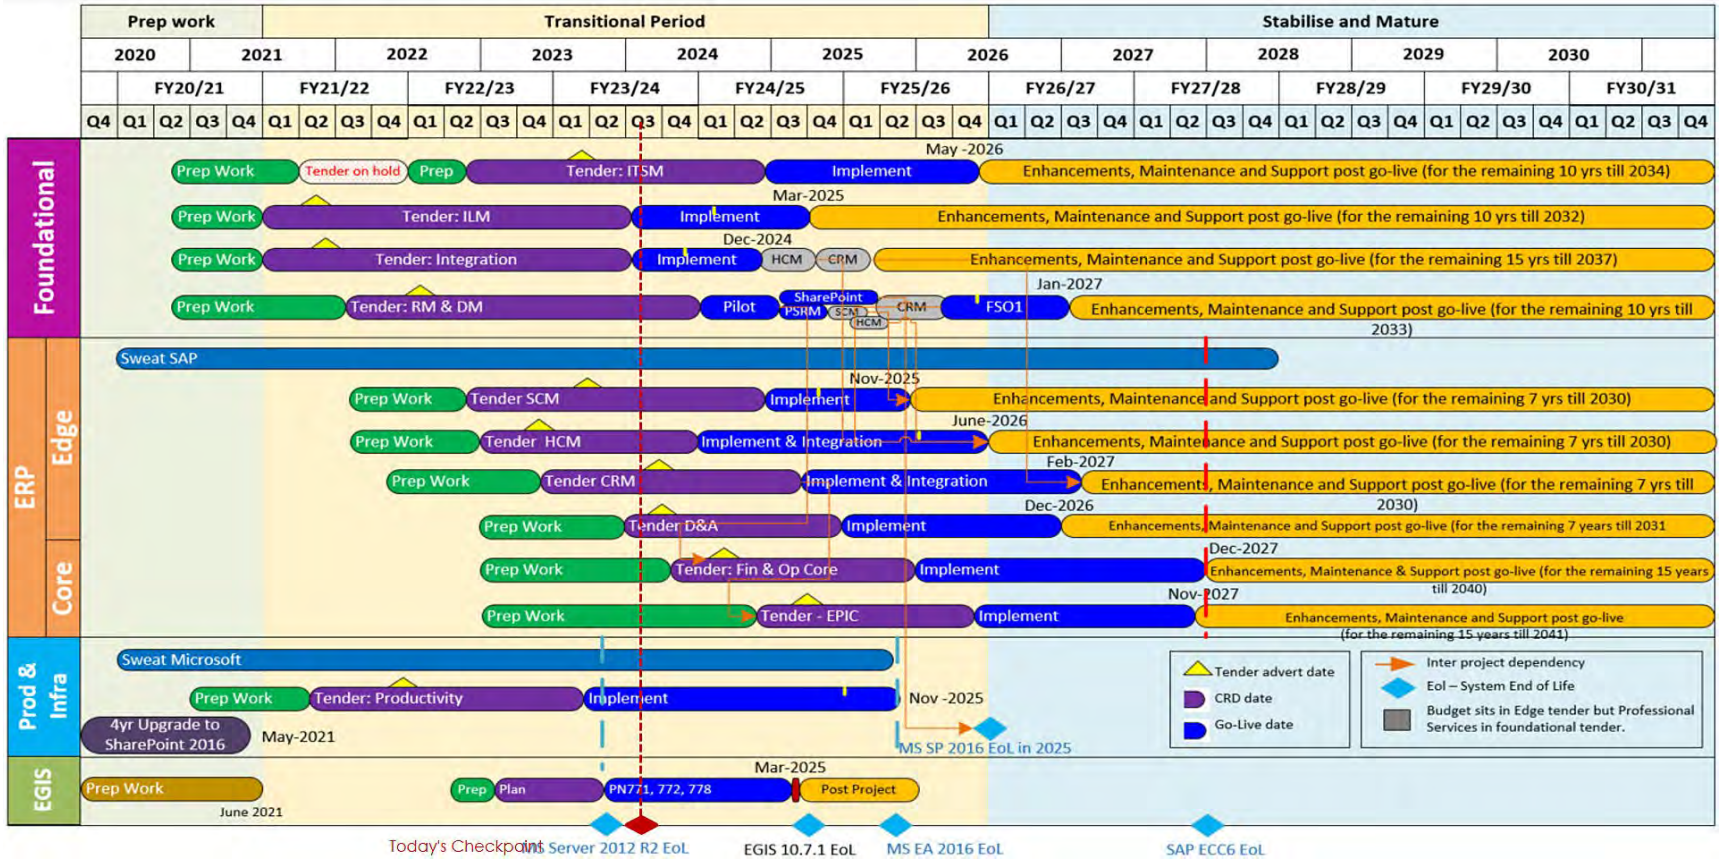 Prep work Transitional Period Stabilise and Mature
2020 2021 2022 2023 2024 2025 2026 2027 2028 2029 2030
FY20/21 FY21/22 FY22/23 FY23/24 FY24/25 FY25/26 FY26/27 FY27/28 FY28/29 FY29/30 FY30/31
Q4 Q1 Q2 Q3 Q4 Q1 Q2 Q3 Q4 Q1 Q2 Q3 Q4 Q1 Q2 Q3 Q4 Q1 Q2 Q3 Q4 Q1 Q2 Q3 Q4 Q1 Q2 Q3 Q4 Q1 Q2 Q3 Q4 Q1 Q2 Q3 Q4 Q1 Q2 Q3 Q4 Q1 Q2 Q3 Q4
Foundational
May -2026
Prep Work Tender on hold Prep Tender: ITSM Implement Enhancements, Maintenance and Support post go-live (for the remaining 10 yrs till 2034)
Mar-2025
Prep Work Tender: ILM Implement Enhancements, Maintenance and Support post go-live (for the remaining 10 yrs till 2032)
Dec-2024
Prep Work Tender: Integration Implement HCM CRM Enhancements, Maintenance and Support post go-live (for the remaining 15 yrs till 2037)
Jan-2027
SharePoint
Prep Work Tender: RM & DM Pilot PSRM SCM CRM FSO1 Enhancements, Maintenance and Support post go-live (for the remaining 10 yrs till
HCM
2033)
ERP
Edge
Sweat SAP
Nov-2025
Prep Work Tender SCM Implement Enhancements, Maintenance and Support post go-live (for the remaining 7 yrs till 2030)
June-2026
Prep Work Tender HCM Implement & Integration Enhancements, Maintenance and Support post go-live (for the remaining 7 yrs till 2030)
Feb-2027
Prep Work Tender CRM Implement & Integration Enhancements, Maintenance and Support post go-live (for the remaining 7 yrs till
2030)
Dec-2026
Prep Work Tender D&A Implement Enhancements, Maintenance and Support post go-live (for the remaining 7 years till 2031
Core
Dec-2027
Prep Work Tender: Fin & Op Core Implement Enhancements, Maintenance & Support post go-live (for the remaining 15 years
till 2040)
Nov-2027
Prep Work Tender - EPIC Implement Enhancements, Maintenance and Support post go-live
(for the remaining 15 years till 2041)
Prod &
Infra
Sweat Microsoft
Prep Work Tender: Productivity Implement Nov -2025
4yr Upgrade to
SharePoint 2016
May-2021
MS SP 2016 EoL in 2025
Tender advert date
CRD date
Go-Live date
Inter project dependency
Eol – System End of Life
Budget sits in Edge tender but Professional
Services in foundational tender.
EGIS
Mar-2025
Prep Work Prep Plan PN771, 772, 778 Post Project
June 2021
Today's Checkpoint MS Server 2012 R2 EoL EGIS 10.7.1 EoL MS EA 2016 EoL SAP ECC6 EoL